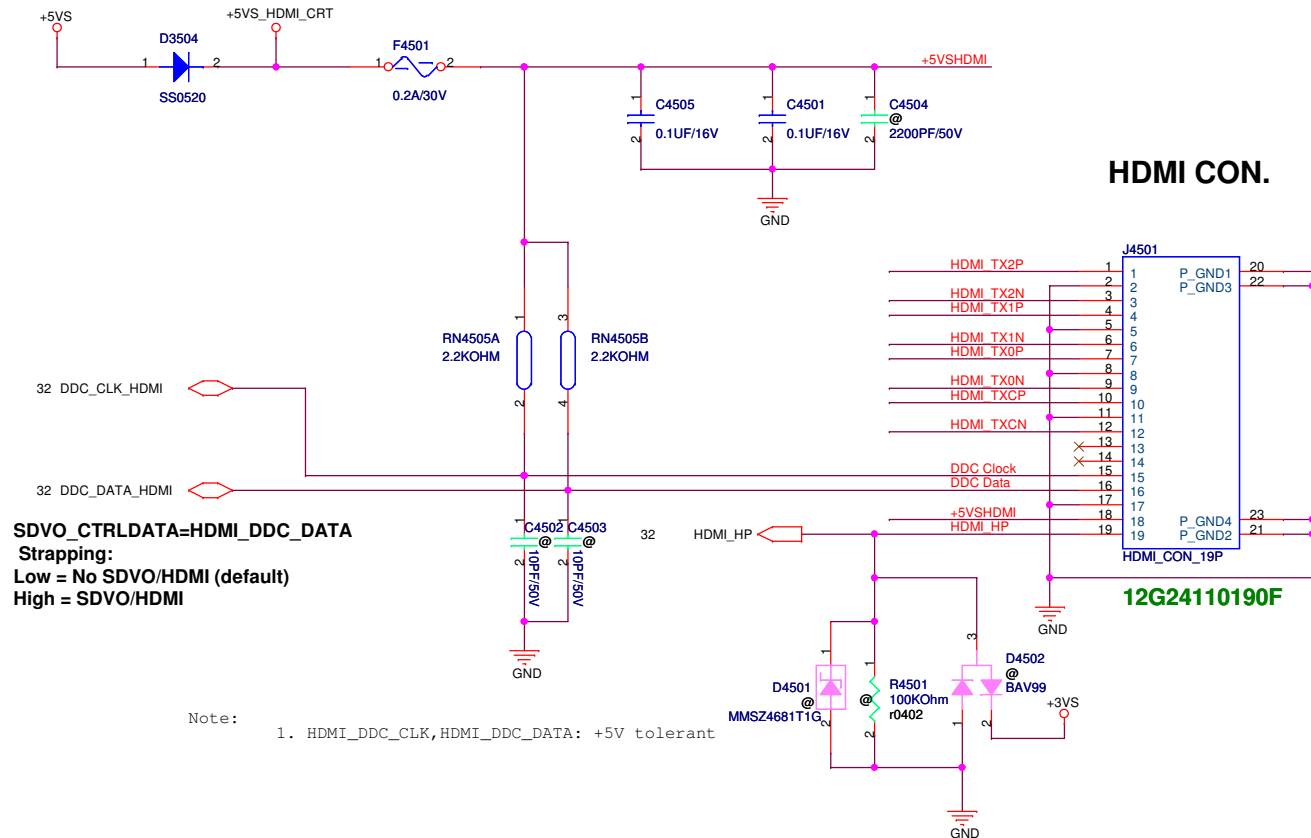 +5VS
+5VS_HDMI_CRT
D3504
1
2
SS0520
F4501
1
2
0.2A/30V
+5VSHDMI
1
C4505
2
0.1UF/16V
1
C4501
2
0.1UF/16V
1
C4504
@
2
2200PF/50V
GND
HDMI CON.
J4501
HDMI_TX2P 1 1 P_GND1 20
2 2 P_GND3 22
HDMI_TX2N 3 3
HDMI_TX1P 4 4
5 5
HDMI_TX1N 6 6
HDMI_TX0P 7 7
8 8
HDMI_TX0N 9 9
HDMI_TXCP 10 10
11 11
HDMI_TXCN 12 12
13 13
14 14
DDC Clock 15 15
DDC Data 16 16
17 17
+5VSHDMI 18 18 P_GND4 23
HDMI_HP 19 19 P_GND2 21
HDMI_CON_19P
12G24110190F
GND
1
3
RN4505A
2.2KOHM
RN4505B
2.2KOHM
2
4
32 DDC_CLK_HDMI
32 DDC_DATA_HDMI
SDVO_CTRLDATA=HDMI_DDC_DATA
Strapping:
Low = No SDVO/HDMI (default)
High = SDVO/HDMI
1
C4502
@
2
10PF/50V
1
C4503
@
2
10PF/50V
GND
32 HDMI_HP
1
D4501
@
MMSZ4681T1G
2
1
R4501
@
100KOhm
r0402
2
3
D4502
@
BAV99
1
2
+3VS
GND
Note:
1. HDMI_DDC_CLK,HDMI_DDC_DATA: +5V tolerant